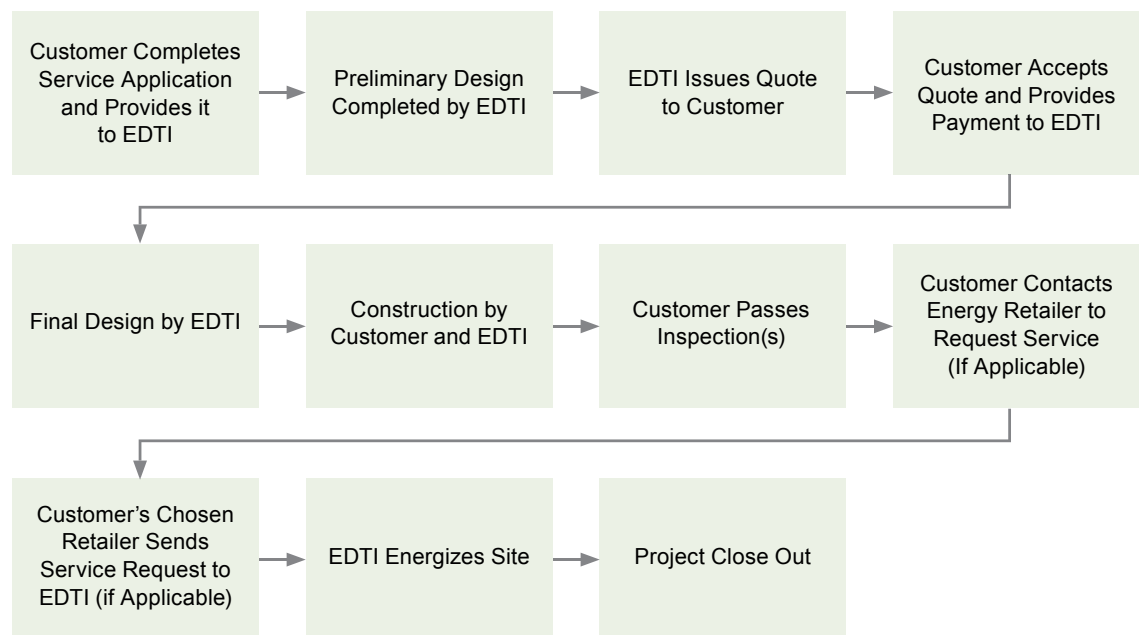 Customer Completes
Service Application
and Provides it
to EDTI
Preliminary Design
Completed by EDTI
EDTI Issues Quote
to Customer
Customer Accepts
Quote and Provides
Payment to EDTI
Final Design by EDTI
Construction by
Customer and EDTI
Customer Passes
Inspection(s)
Customer Contacts
Energy Retailer to
Request Service
(If Applicable)
Customer’s Chosen
Retailer Sends
Service Request to
EDTI (if Applicable)
EDTI Energizes Site
Project Close Out